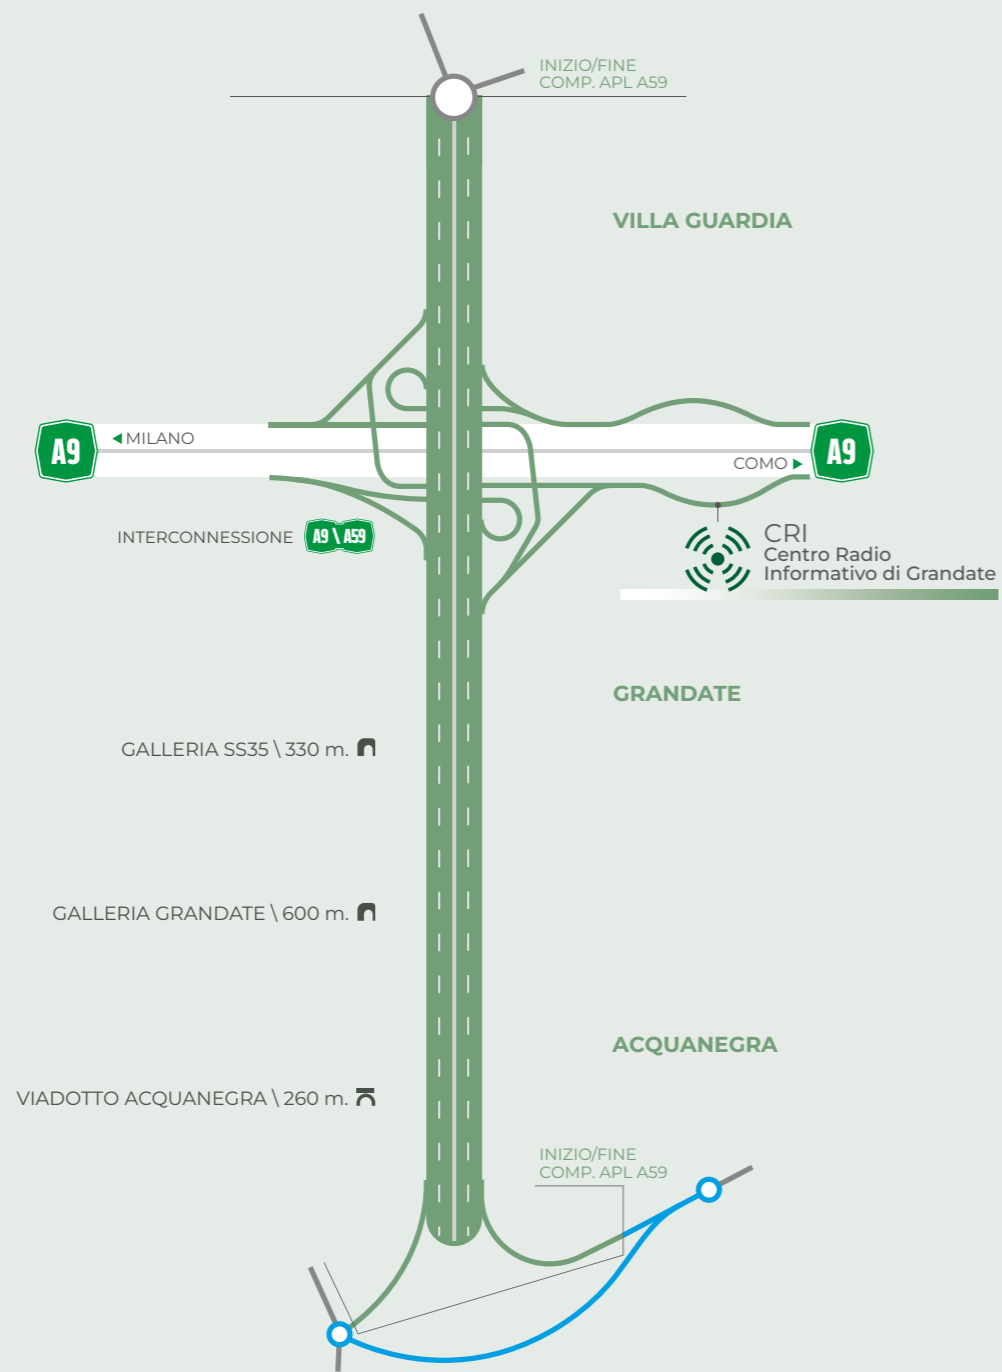 INIZIO/FINE
COMP. APL A59
VILLA GUARDIA
A9
MILANO
COMO
A9
INTERCONNESSIONE A9 \ A59
CRI
Centro Radio
Informativo di Grandate
GRANDATE
GALLERIA SS35 \ 330 m.
GALLERIA GRANDATE \ 600 m.
ACQUANEGRA
VIADOTTO ACQUANEGRA \ 260 m.
INIZIO/FINE
COMP. APL A59